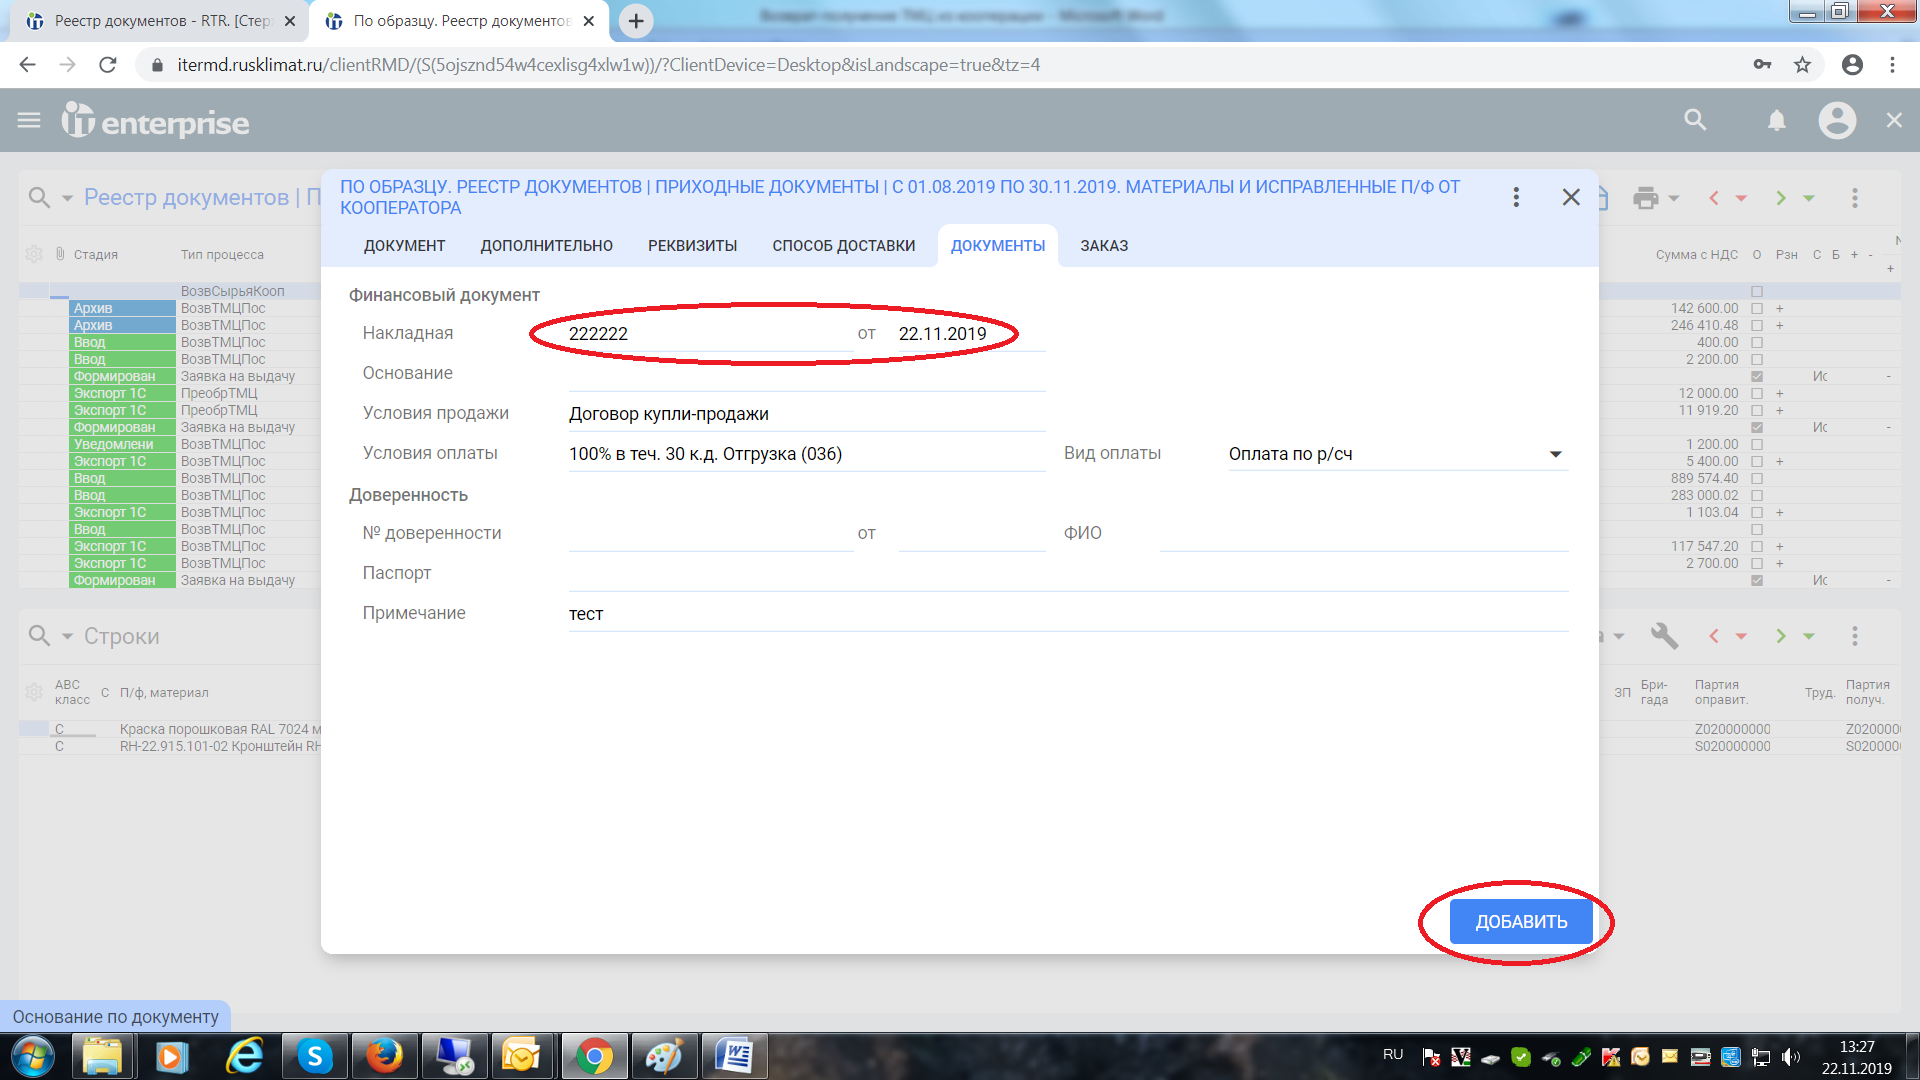 Реестр документов - RTR. [Стер
По образцу. Реестр документов
Возврат-получение ТМЦ из кооперации - Microsoft Word
itermd.rusklimat.ru/clientRMD/(S(5ojsznd54w4cexlisg4xlw1w))/?ClientDevice=Desktop&isLandscape=true&tz=4
it enterprise
Реестр документов | П
ПО ОБРАЗЦУ. РЕЕСТР ДОКУМЕНТОВ | ПРИХОДНЫЕ ДОКУМЕНТЫ | С 01.08.2019 ПО 30.11.2019. МАТЕРИАЛЫ И ИСПРАВЛЕННЫЕ П/Ф ОТ
КООПЕРАТОРА
ДОКУМЕНТ ДОПОЛНИТЕЛЬНО РЕКВИЗИТЫ СПОСОБ ДОСТАВКИ ДОКУМЕНТЫ ЗАКАЗ
Стадия Тип процесса
Сумма с НДС О Рзн С Б + - N
+
ВозвСырьяКооп
Архив ВозвТМЦПос 142 600.00 +
Архив ВозвТМЦПос 246 410.48 +
Ввод ВозвТМЦПос 400.00
Ввод ВозвТМЦПос 2 200.00
Формирован Заявка на выдачу Ис -
Экспорт 1С ПреобрТМЦ 12 000.00 +
Экспорт 1С ПреобрТМЦ 11 919.20 +
Формирован Заявка на выдачу Ис -
Уведомлени ВозвТМЦПос 1 200.00
Экспорт 1С ВозвТМЦПос 5 400.00 +
Ввод ВозвТМЦПос 889 574.40
Ввод ВозвТМЦПос 283 000.02
Экспорт 1С ВозвТМЦПос 1 103.04 +
Ввод ВозвТМЦПос
Экспорт 1С ВозвТМЦПос 117 547.20 +
Экспорт 1С ВозвТМЦПос 2 700.00 +
Формирован Заявка на выдачу Ис -
Финансовый документ
Накладная 222222 от 22.11.2019
Основание
Условия продажи Договор купли-продажи
Условия оплаты 100% в теч. 30 к.д. Отгрузка (036) Вид оплаты Оплата по р/сч
Доверенность
№ доверенности от ФИО
Паспорт
Примечание тест
ДОБАВИТЬ
Строки
АВС
класс С П/ф, материал
ЗП Бри-
гада Партия
оправит. Труд. Партия
получ.
С Краска порошковая RAL 7024 м Z020000000 Z020000
С RH-22.915.101-02 Кронштейн RH S020000000 S020000
Основание по документу
RU
13:27
22.11.2019